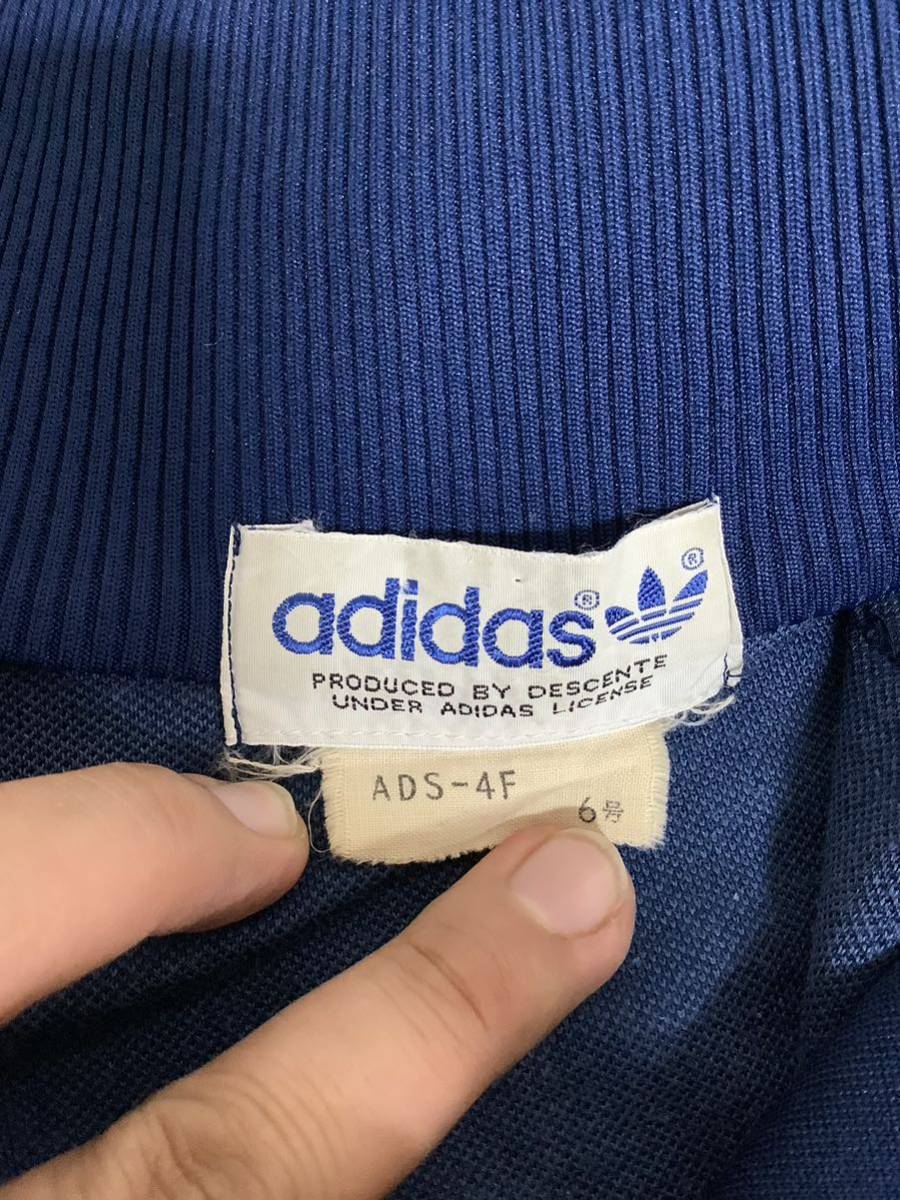 adidas® ®
PRODUCED BY DESCENTE
UNDER ADIDAS LICENSE
ADS-4F
6号